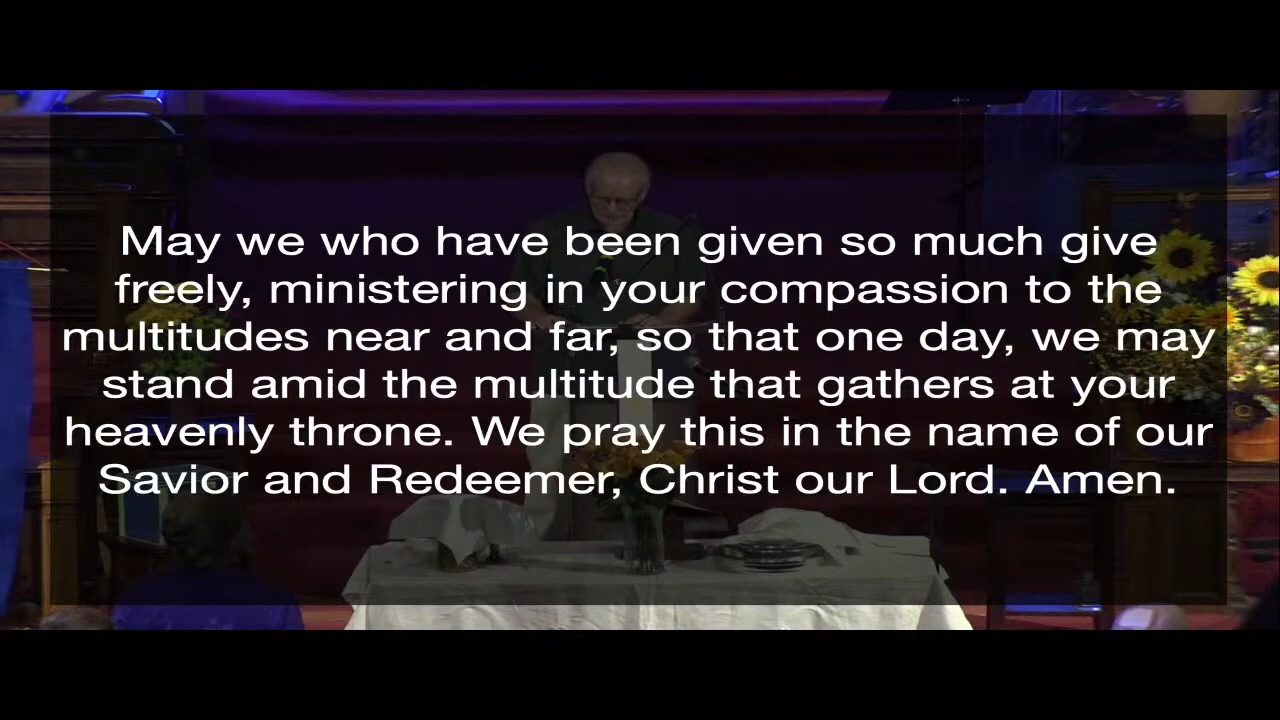 May we who have been given so much give
freely, ministering in your compassion to the
multitudes near and far, so that one day, we may
stand amid the multitude that gathers at your
heavenly throne. We pray this in the name of our
Savior and Redeemer, Christ our Lord. Amen.